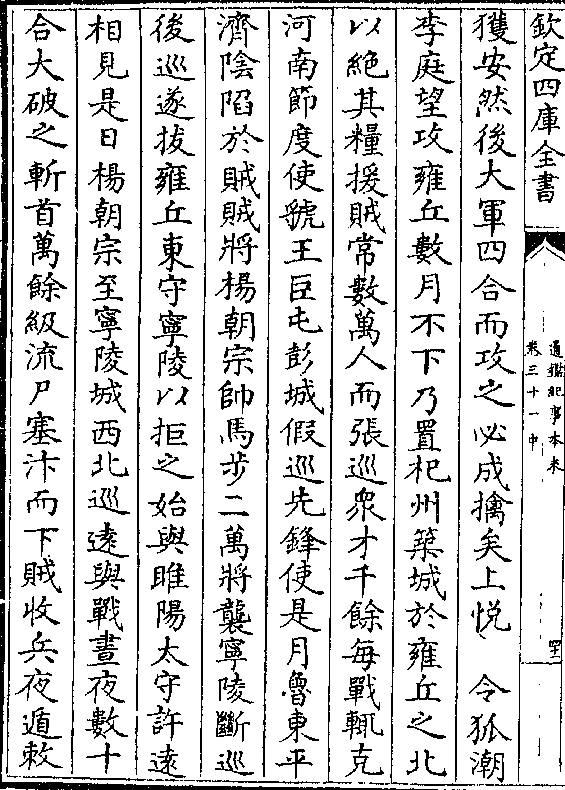 欽定四庫全書
通鑑紀事本末
卷三十一中
四二
獲安然後大軍四合而攻之必成擒矣上悅　令狐潮
李庭望攻雍丘數月不下乃置杞州築城於雍丘之北
以絕其糧援賊常數萬人而張巡衆才千餘每戰輒克
河南節度使虢王巨屯彭城假巡先鋒使是月魯東平
濟陰陷於賊賊將楊朝宗帥馬步二萬將襲寧陵斷巡
後巡遂拔雍丘東守寧陵以拒之始與睢陽太守許遠
相見是日楊朝宗至寧陵城西北巡遠與戰晝夜數十
合大破之斬首萬餘級流尸塞汴而下賊收兵夜遁敕